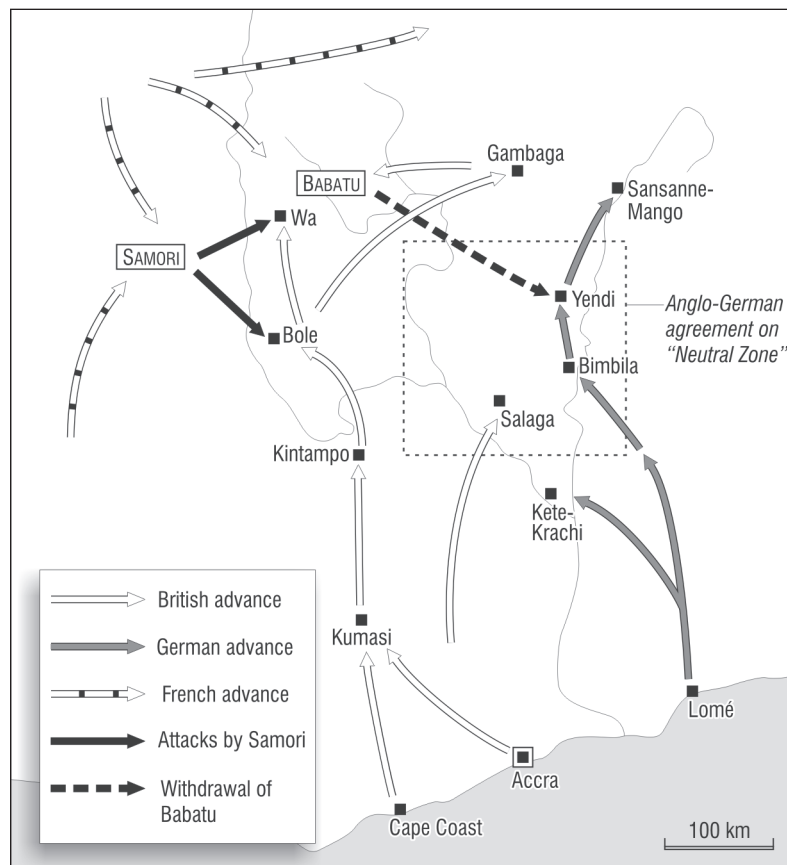 Gambaga
BABATU
Sansanne-
Mango
Wa
SAMORI
Yendi
Anglo-German
agreement on
“Neutral Zone”
Bole
Bimbila
Salaga
Kintampo
Kete-
Krachi
British advance
Kumasi
German advance
French advance
Lomé
Attacks by Samori
Accra
Withdrawal of
Babatu
Cape Coast
100 km